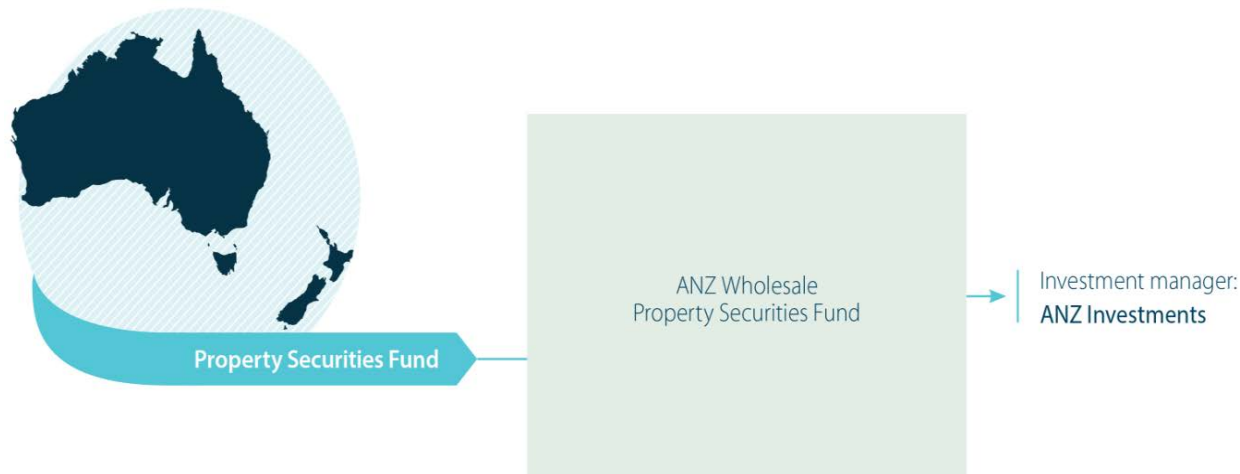 Property Securities Fund
ANZ Wholesale
Property Securities Fund
Investment manager:
ANZ Investments